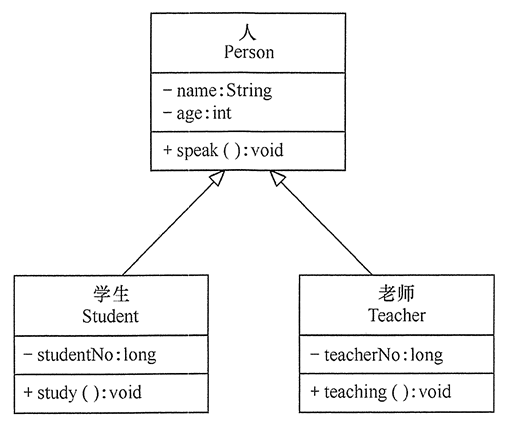 人
Person
- name:String
- age:int
+ speak ( ):void
学生
Student
- studentNo:long
+ study ( ):void
老师
Teacher
- teacherNo:long
+ teaching ( ):void